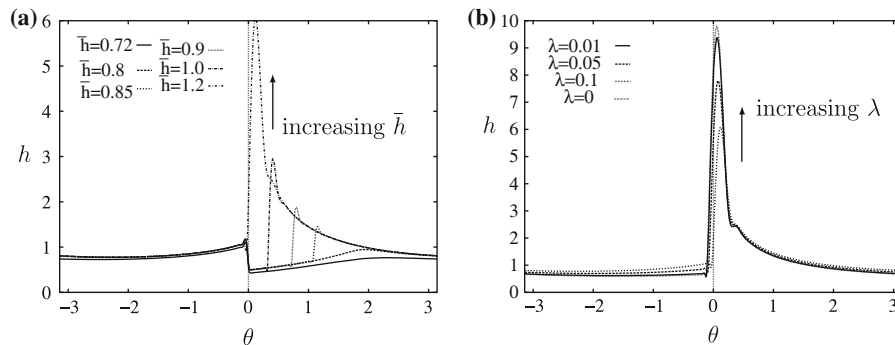 (a)
h̅=0.72
h̅=0.8
h̅=0.85
h̅=0.9
h̅=1.0
h̅=1.2
increasing h̅
h
6
5
4
3
2
1
0
-3 -2 -1 0 1 2 3
θ
(b)
λ=0.01
λ=0.05
λ=0.1
λ=0
increasing λ
h
10
9
8
7
6
5
4
3
2
1
0
-3 -2 -1 0 1 2 3
θ